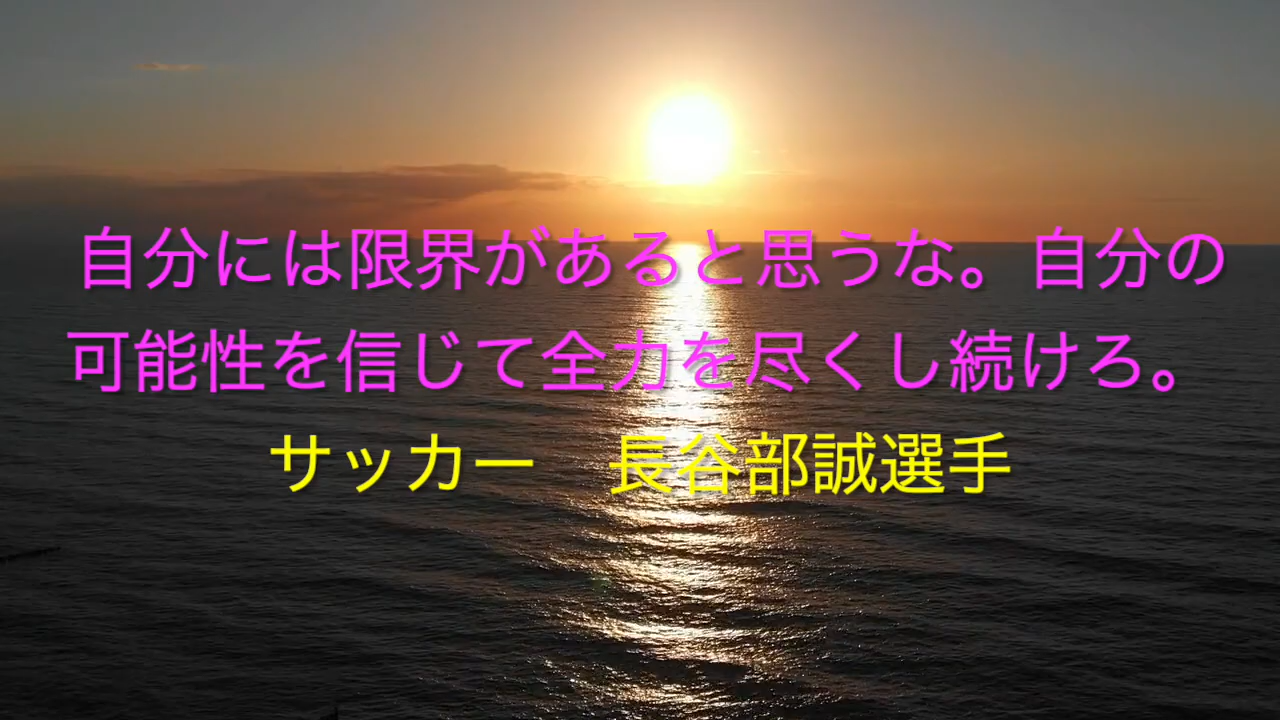 自分には限界があると思うな。自分の
可能性を信じて全力を尽くし続けろ。
サッカー　長谷部誠選手